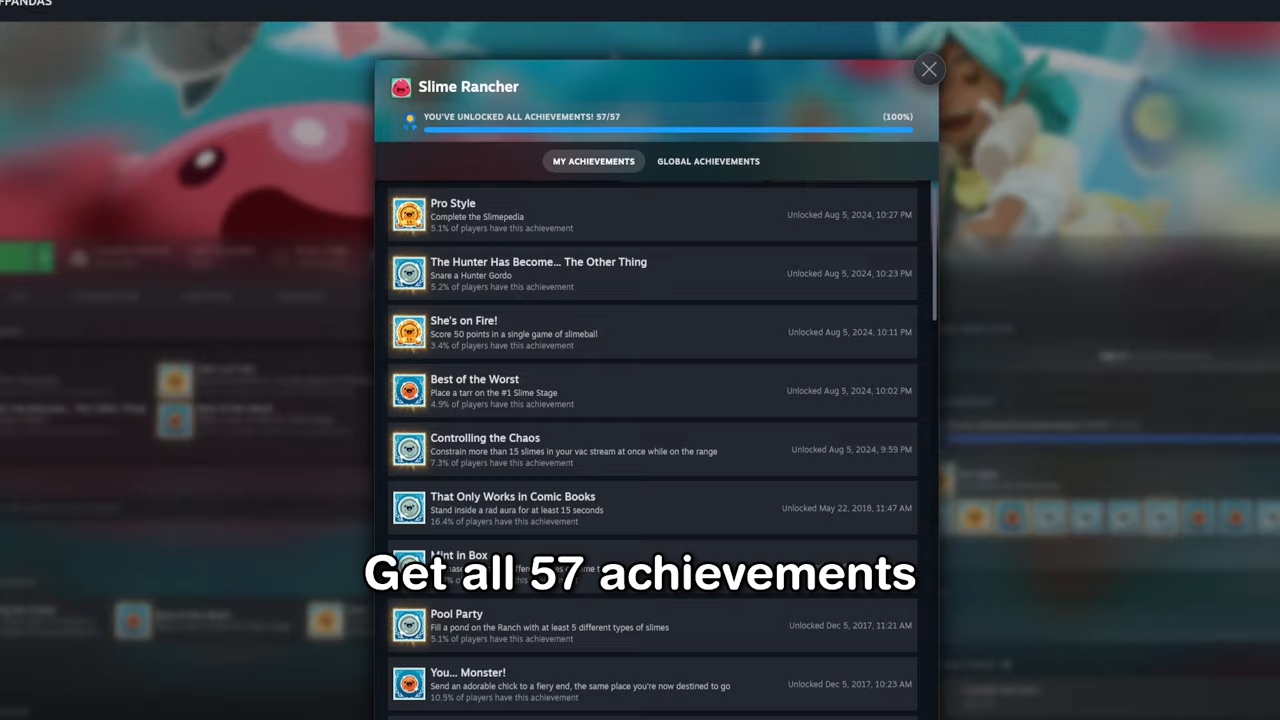 FPANDAS
Slime Rancher
YOU'VE UNLOCKED ALL ACHIEVEMENTS! 57/57
(100%)
MY ACHIEVEMENTS
GLOBAL ACHIEVEMENTS
Pro Style
Complete the Slimepedia
5.1% of players have this achievement
Unlocked Aug 5, 2024, 10:27 PM
The Hunter Has Become... The Other Thing
Snare a Hunter Gordo
5.2% of players have this achievement
Unlocked Aug 5, 2024, 10:23 PM
She's on Fire!
Score 50 points in a single game of slimeball
3.4% of players have this achievement
Unlocked Aug 5, 2024, 10:11 PM
Best of the Worst
Place a tarr on the #1 Slime Stage
4.9% of players have this achievement
Unlocked Aug 5, 2024, 10:02 PM
Controlling the Chaos
Constrain more than 15 slimes in your vac stream at once while on the range
7.3% of players have this achievement
Unlocked Aug 5, 2024, 9:59 PM
That Only Works in Comic Books
Stand inside a rad aura for at least 15 seconds
16.4% of players have this achievement
Unlocked May 22, 2018, 11:47 AM
Mint in Box
Get all 57 achievements
Pool Party
Fill a pond on the Ranch with at least 5 different types of slimes
5.1% of players have this achievement
Unlocked Dec 5, 2017, 11:21 AM
You... Monster!
Send an adorable chick to a fiery end, the same place you're now destined to go
10.5% of players have this achievement
Unlocked Dec 5, 2017, 10:23 AM